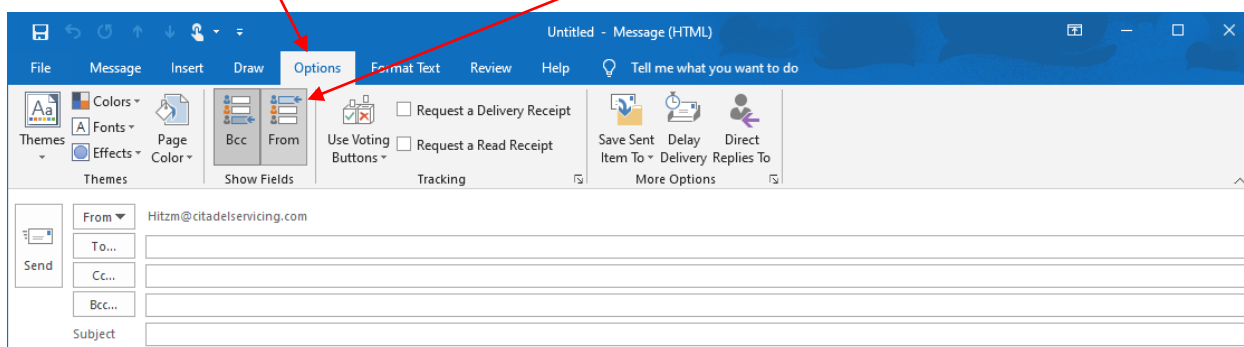 Untitled - Message (HTML)
File Message Insert Draw Options Format Text Review Help Tell me what you want to do
Aa
Themes
Colors
A Fonts
Effects
Page
Color
Themes
Bcc
From
Show Fields
Use Voting
Buttons
Request a Delivery Receipt
Request a Read Receipt
Tracking
Save Sent
Item To
Delay
Delivery
Direct
Replies To
More Options
Send
From Hitzm@citadelservicing.com
To...
Cc...
Bcc...
Subject